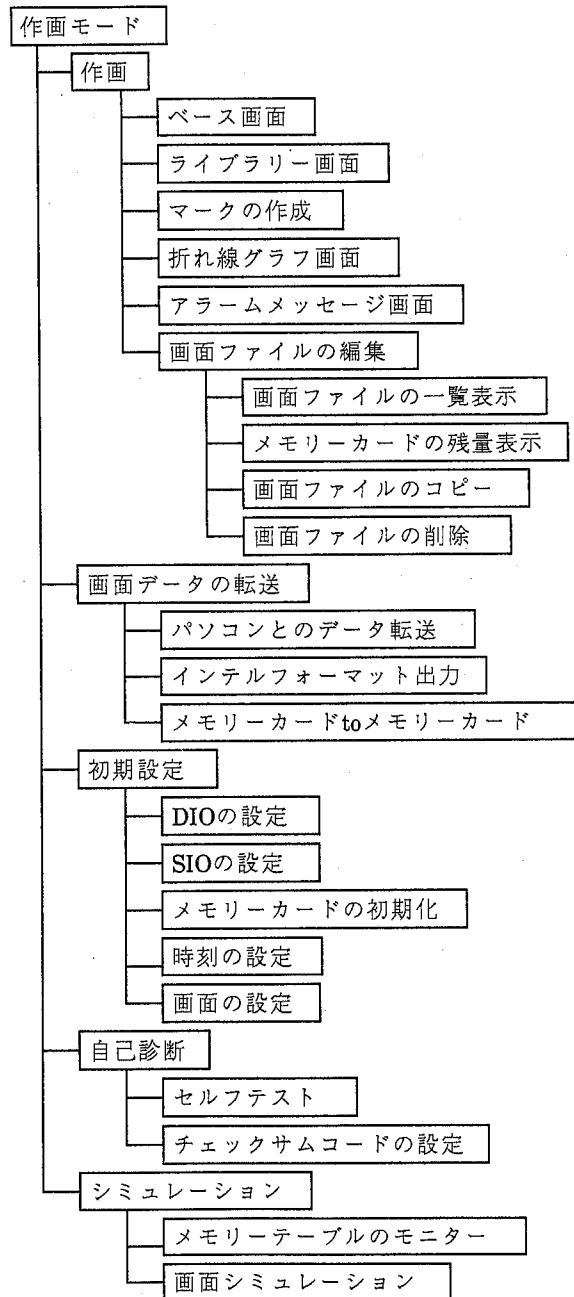 作画モード
作画
ベース画面
ライブラリー画面
マークの作成
折れ線グラフ画面
アラームメッセージ画面
画面ファイルの編集
画面ファイルの一覧表示
メモリーカードの残量表示
画面ファイルのコピー
画面ファイルの削除
画面データの転送
パソコンとのデータ転送
インテルフォーマット出力
メモリーカードtoメモリーカード
初期設定
DIOの設定
SIOの設定
メモリーカードの初期化
時刻の設定
画面の設定
自己診断
セルフテスト
チェックサムコードの設定
シミュレーション
メモリーテーブルのモニター
画面シミュレーション